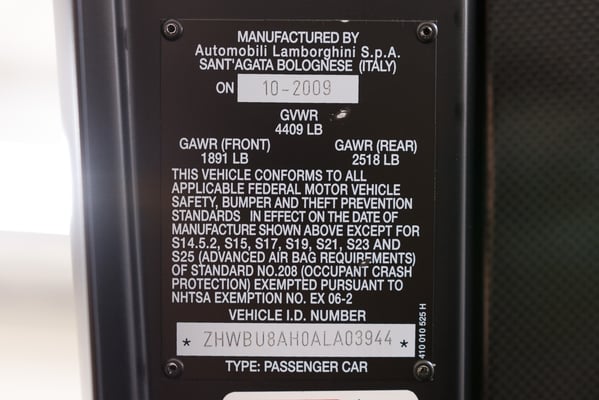 MANUFACTURED BY
Automobili Lamborghini S.p.A.
SANT'AGATA BOLOGNESE (ITALY)
ON 10-2009
GVWR
4409 LB
GAWR (FRONT) GAWR (REAR)
1891 LB 2518 LB
THIS VEHICLE CONFORMS TO ALL
APPLICABLE FEDERAL MOTOR VEHICLE
SAFETY, BUMPER AND THEFT PREVENTION
STANDARDS IN EFFECT ON THE DATE OF
MANUFACTURE SHOWN ABOVE EXCEPT FOR
S14.5.2, S15, S17, S19, S21, S23 AND
S25 (ADVANCED AIR BAG REQUIREMENTS)
OF STANDARD NO.208 (OCCUPANT CRASH
PROTECTION) EXEMPTED PURSUANT TO
NHTSA EXEMPTION NO. EX 06-2
VEHICLE I.D. NUMBER
* ZHWBU8AH0ALA03944 *
TYPE: PASSENGER CAR
410 010 525 H